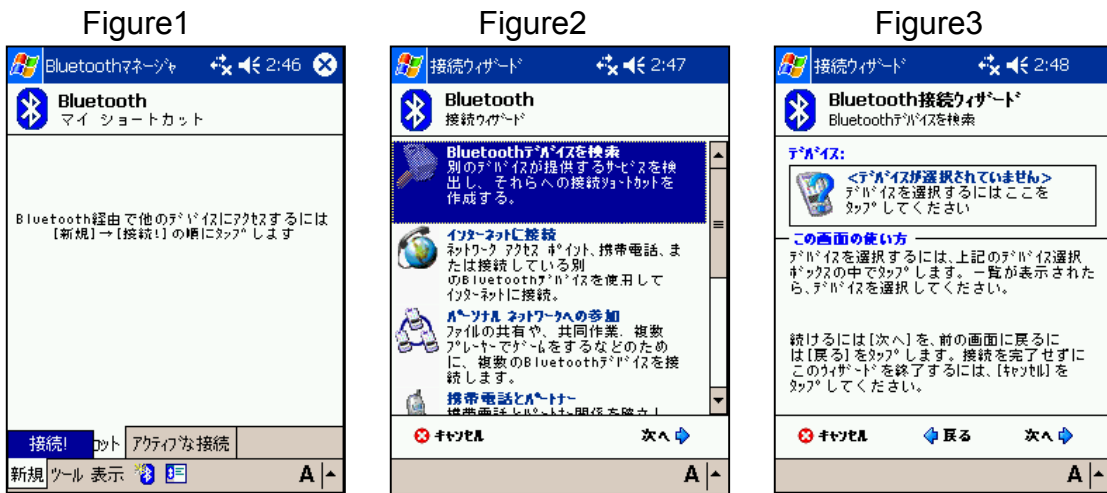 Figure1
Bluetoothマネージャ 2:46
Bluetooth
マイ ショートカット
Bluetooth経由で他のデバイスにアクセスするには
[新規]→[接続!]の順にタップします
接続! ット アクティブな接続
新規 ツール 表示 A
Figure2
接続ウィザード 2:47
Bluetooth
接続ウィザード
Bluetoothデバイスを検索
別のデバイスが提供するサービスを検
出し、それらへの接続ショートカットを
作成する。
インターネットに接続
ネットワーク アクセス ポイント、携帯電話、ま
たは接続している別
のBluetoothデバイスを使用して
インターネットに接続。
パーソナル ネットワークへの参加
ファイルの共有や、共同作業、複数
プレーヤーでゲームをするなどのため
に、複数のBluetoothデバイスを接
続します。
携帯電話とパートナー
携帯電話とパートナー関係を確立し
キャンセル 次へ
A
Figure3
接続ウィザード 2:48
Bluetooth接続ウィザード
Bluetoothデバイスを検索
デバイス:
<デバイスが選択されていません>
デバイスを選択するにはここを
タップしてください
この画面の使い方
デバイスを選択するには、上記のデバイス選択
ボックスの中でタップします。一覧が表示された
ら、デバイスを選択してください。
続けるには[次へ]を、前の画面に戻るに
は[戻る]をタップします。接続を完了せずに
このウィザードを終了するには、[キャンセル]を
タップしてください。
キャンセル 戻る 次へ
A